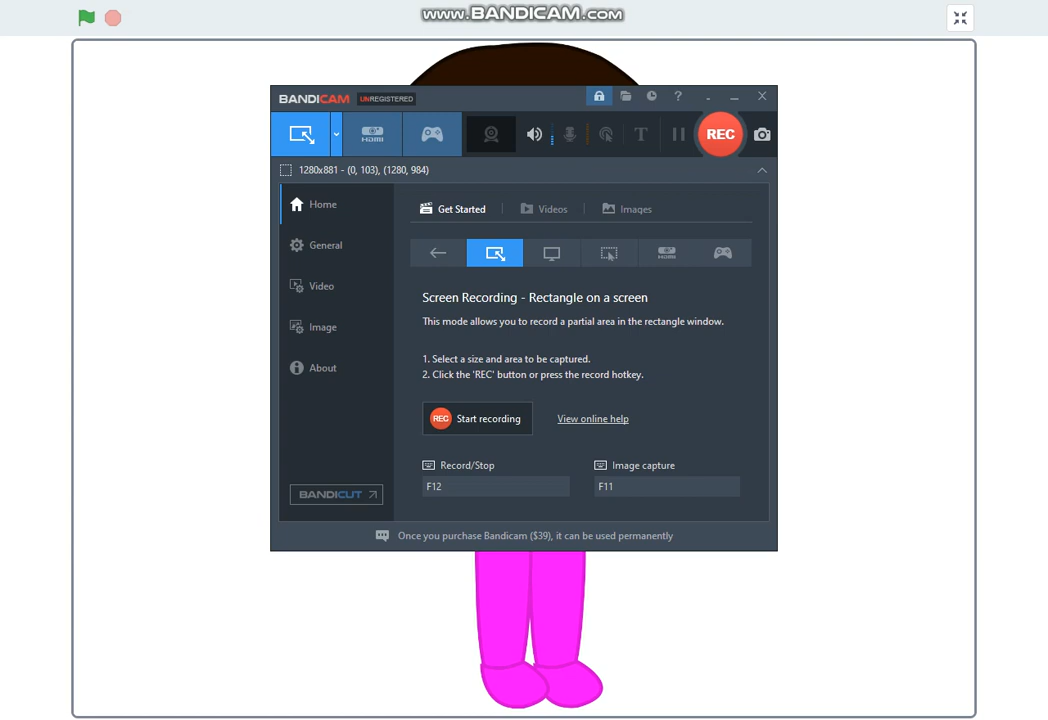 www.BANDICAM.com
BANDICAM UNREGISTERED
?
HDMI
T
REC
1280x881 - (0, 103), (1280, 984)
Home
General
Video
Image
About
BANDICUT
Get Started
Videos
Images
HDMI
Screen Recording - Rectangle on a screen
This mode allows you to record a partial area in the rectangle window.
1. Select a size and area to be captured.
2. Click the 'REC' button or press the record hotkey.
REC Start recording
View online help
Record/Stop
Image capture
F12
F11
Once you purchase Bandicam ($39), it can be used permanently